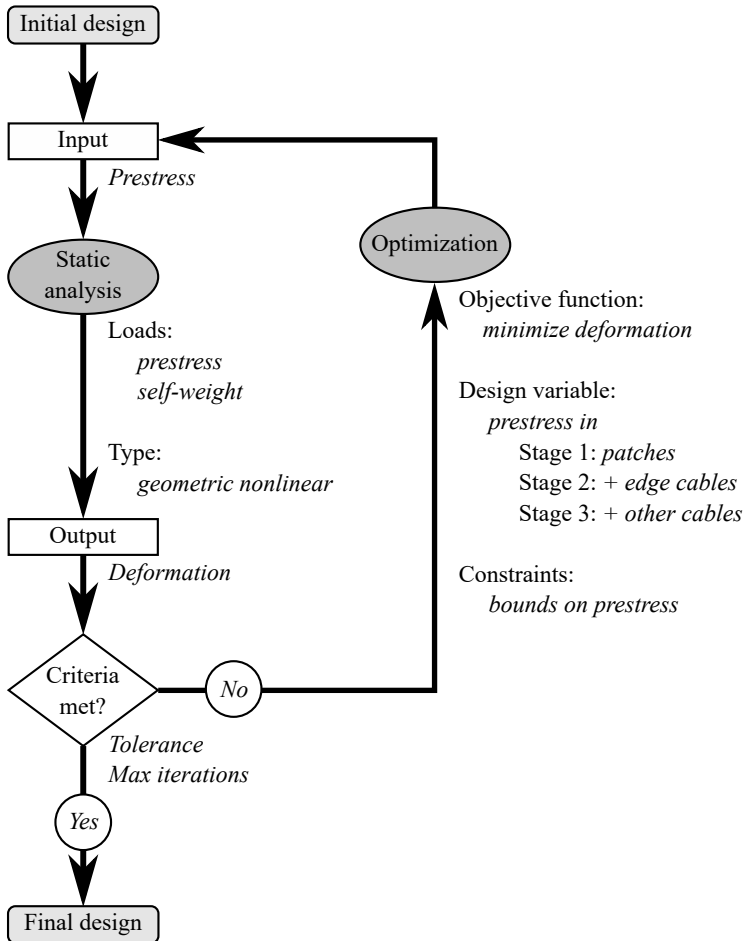 Initial design
Input
Prestress
Static
analysis
Loads:
prestress
self-weight
Type:
geometric nonlinear
Output
Deformation
Criteria
met?
No
Tolerance
Max iterations
Yes
Final design
Optimization
Objective function:
minimize deformation
Design variable:
prestress in
Stage 1: patches
Stage 2: + edge cables
Stage 3: + other cables
Constraints:
bounds on prestress